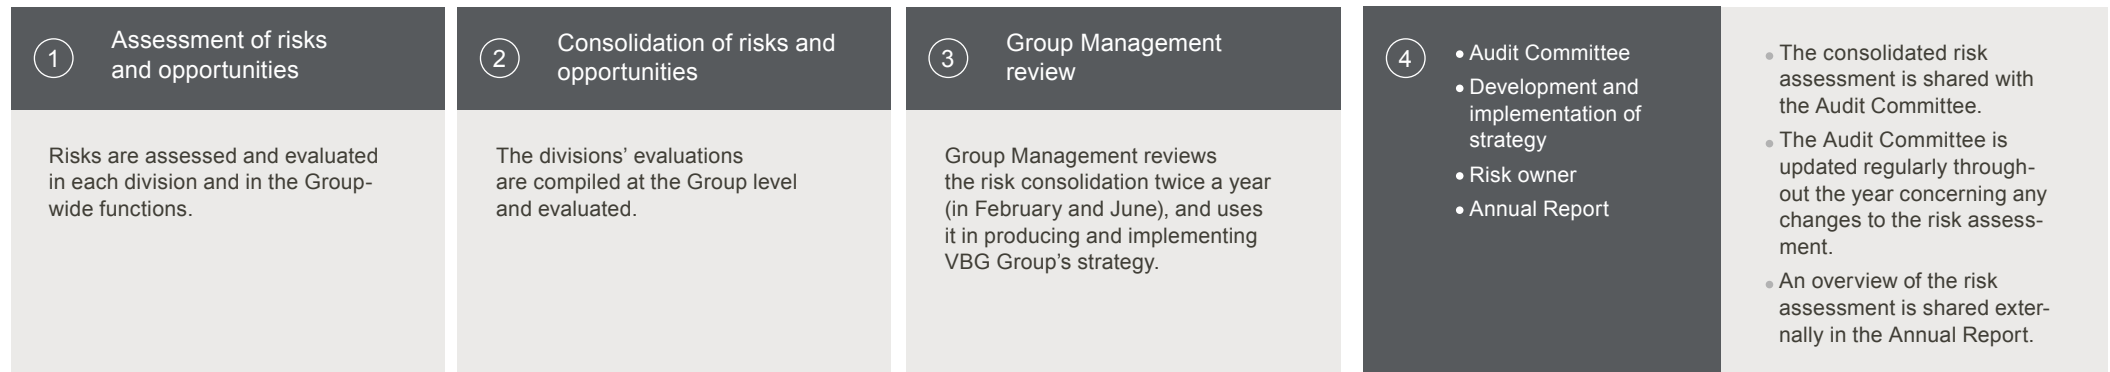 1
Assessment of risks
and opportunities
Risks are assessed and evaluated
in each division and in the Group-
wide functions.
2
Consolidation of risks and
opportunities
The divisions’ evaluations
are compiled at the Group level
and evaluated.
3
Group Management
review
Group Management reviews
the risk consolidation twice a year
(in February and June), and uses
it in producing and implementing
VBG Group’s strategy.
4
• Audit Committee
• Development and
implementation of
strategy
• Risk owner
• Annual Report
• The consolidated risk
assessment is shared with
the Audit Committee.
• The Audit Committee is
updated regularly through-
out the year concerning any
changes to the risk assess-
ment.
• An overview of the risk
assessment is shared exter-
nally in the Annual Report.